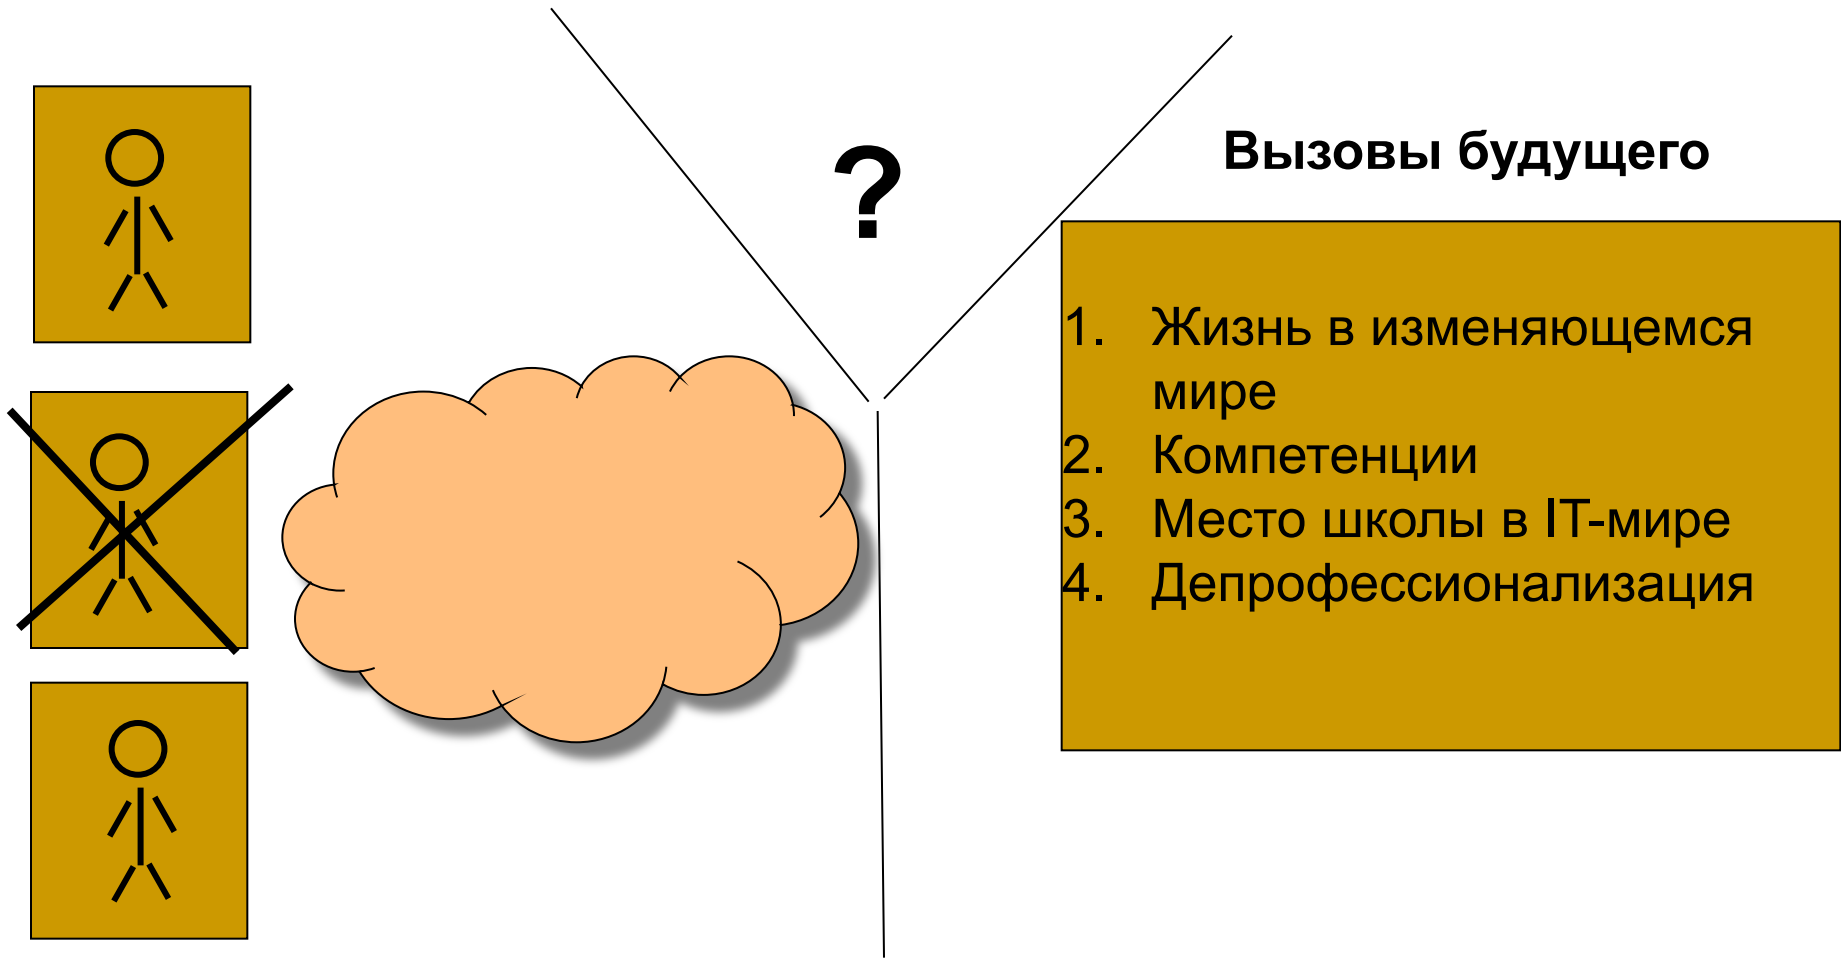 ?
Вызовы будущего
1. Жизнь в изменяющемся
мире
2. Компетенции
3. Место школы в IT-мире
4. Депрофессионализация